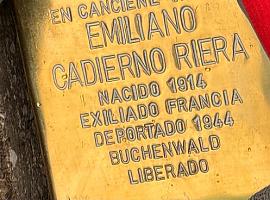 EN CANCIENE
EMILIANO
CADIERNO RIERA
NACIDO 1914
EXILIADO FRANCIA
DEPORTADO 1944
BUCHENWALD
LIBERADO